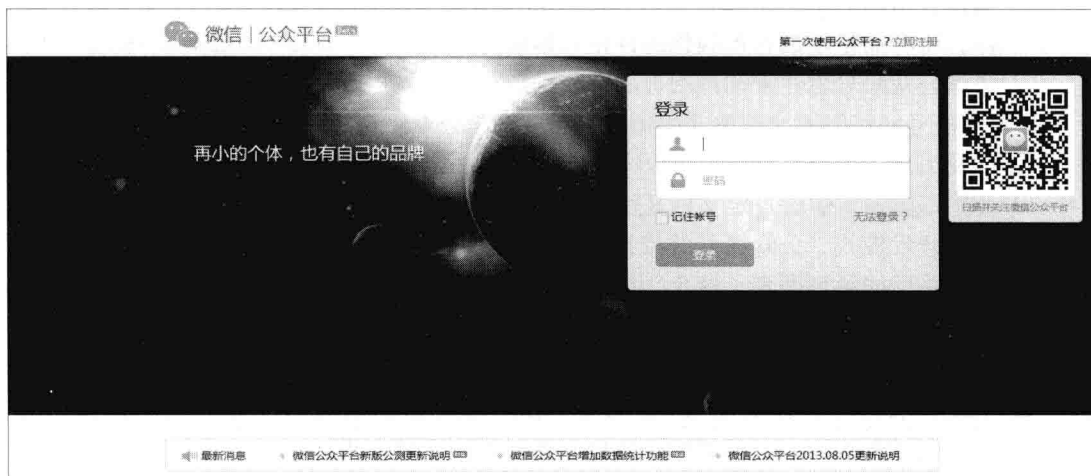 微信 | 公众平台
第一次使用公众平台？立即注册
再小的个体，也有自己的品牌
登录
密码
记住帐号
无法登录？
登录
扫描并关注微信公众平台
最新消息
微信公众平台新版公测更新说明
微信公众平台增加数据统计功能
微信公众平台2013.08.05更新说明